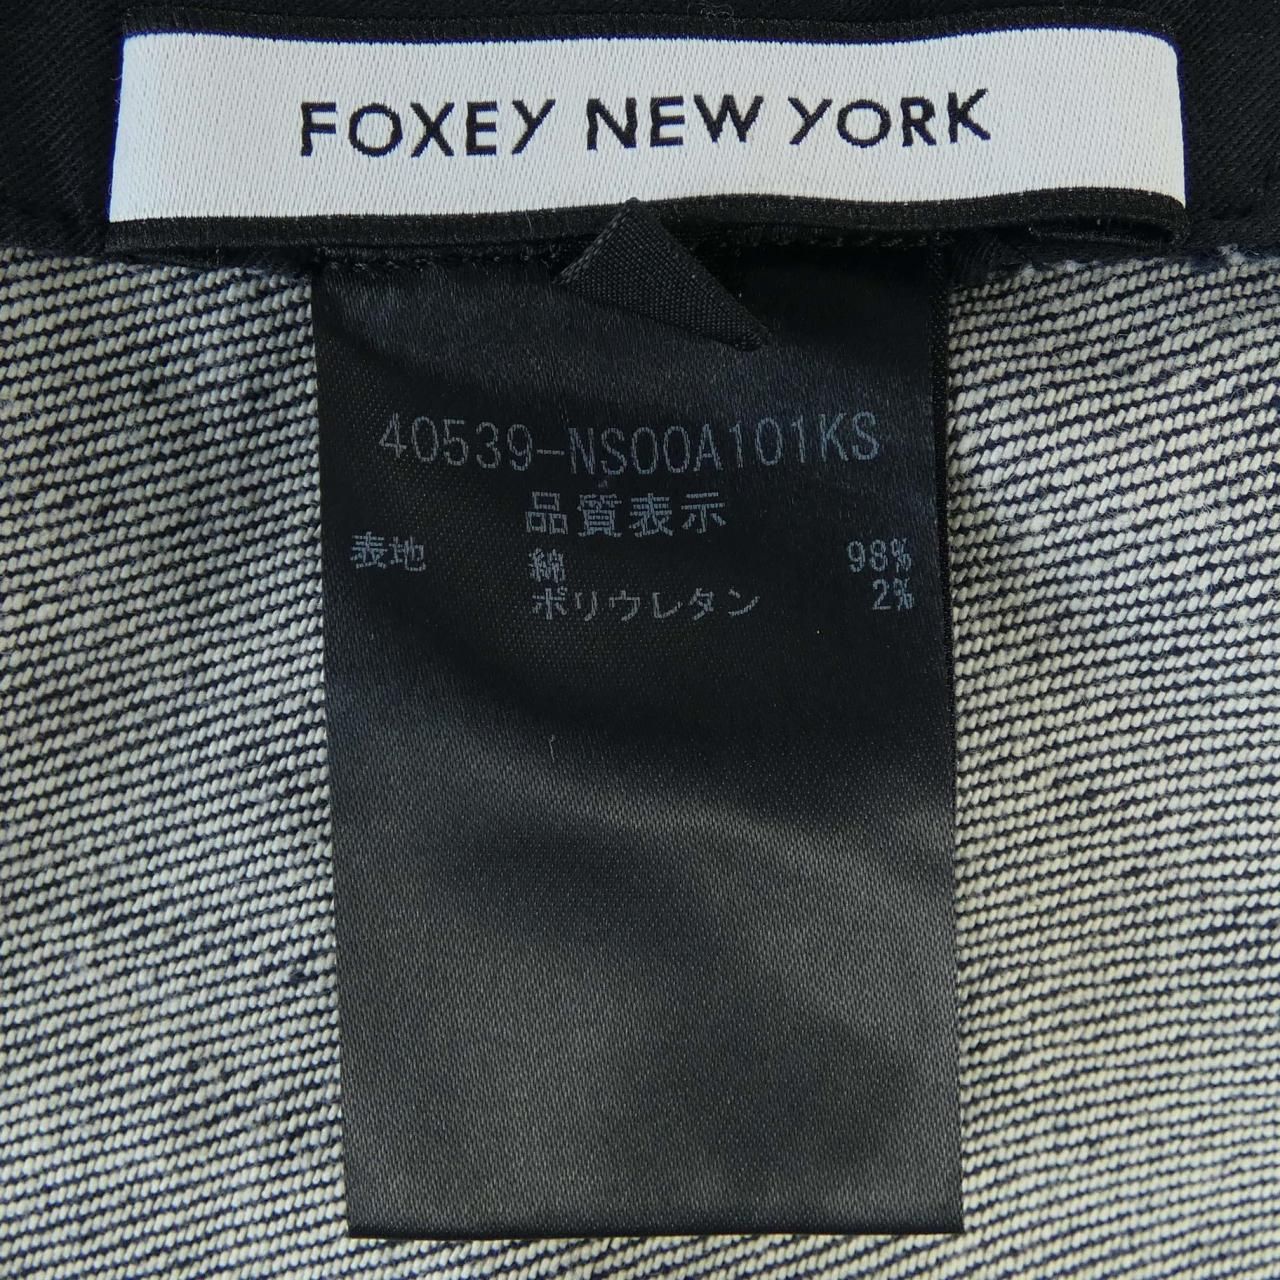 FOXEY NEW YORK
40539-NS00A101KS
品質表示
表地 綿 98%
ポリウレタン 2%